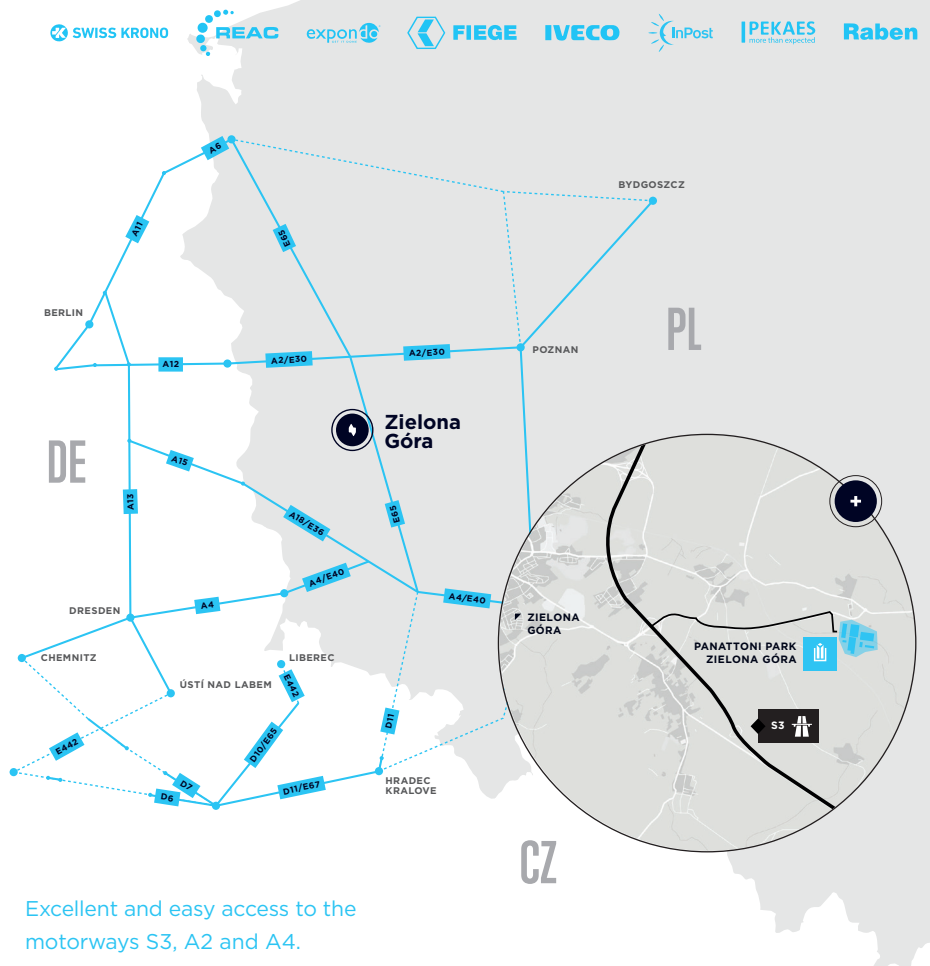 SWISS KRONO
REAC
expondo
FIEGE
IVECO
InPost
PEKAES
more than expected
Raben
A6
BYDGOSZCZ
A11
E65
BERLIN
PL
A12
A2/E30
A2/E30
POZNAN
Zielona
Góra
DE
A15
A13
A18/E36
E65
A4/E40
A4
A4/E40
DRESDEN
ZIELONA
GÓRA
PANATTONI PARK
ZIELONA GÓRA
CHEMNITZ
LIBEREC
ÚSTÍ NAD LABEM
E442
D11
S3
E442
D10/E65
D7
D6
D11/E67
HRADEC
KRALOVE
CZ
Excellent and easy access to the
motorways S3, A2 and A4.